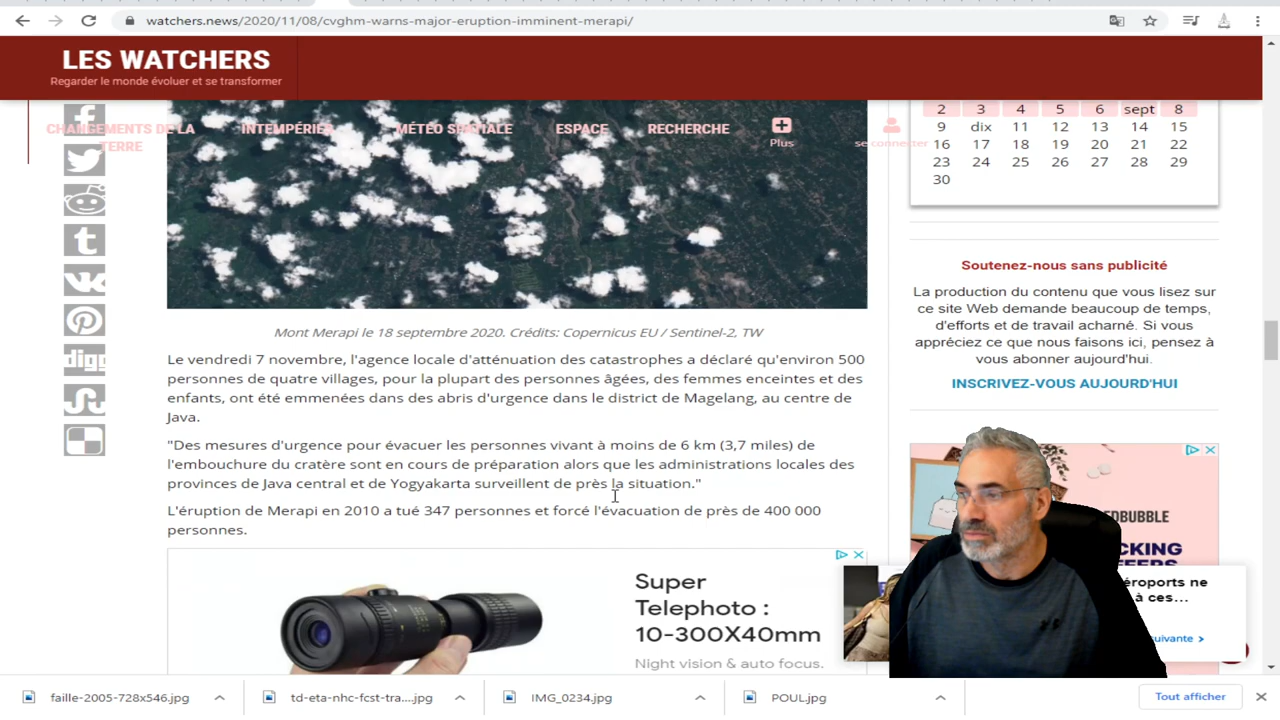 watchers.news/2020/11/08/cvghm-warns-major-eruption-imminent-merapi/
LES WATCHERS
Regarder le monde évoluer et se transformer
CHANGEMENTS DE LA
TERRE
INTEMPÉRIES
MÉTÉO SPATIALE
ESPACE
RECHERCHE
Plus
se connecter
2 3 4 5 6 sept 8
9 dix 11 12 13 14 15
16 17 18 19 20 21 22
23 24 25 26 27 28 29
30
Mont Merapi le 18 septembre 2020. Crédits: Copernicus EU / Sentinel-2, TW
Le vendredi 7 novembre, l'agence locale d'atténuation des catastrophes a déclaré qu'environ 500
personnes de quatre villages, pour la plupart des personnes âgées, des femmes enceintes et des
enfants, ont été emmenées dans des abris d'urgence dans le district de Magelang, au centre de
Java.
"Des mesures d'urgence pour évacuer les personnes vivant à moins de 6 km (3,7 miles) de
l'embouchure du cratère sont en cours de préparation alors que les administrations locales des
provinces de Java central et de Yogyakarta surveillent de près la situation."
L'éruption de Merapi en 2010 a tué 347 personnes et forcé l'évacuation de près de 400 000
personnes.
Soutenez-nous sans publicité
La production du contenu que vous lisez sur
ce site Web demande beaucoup de temps,
d'efforts et de travail acharné. Si vous
appréciez ce que nous faisons ici, pensez à
vous abonner aujourd'hui.
INSCRIVEZ-VOUS AUJOURD'HUI
digg
Super
Telephoto :
10-300X40mm
Night vision & auto focus.
EDBUBBLE
CKING
éroports ne
à ces...
suivante >
faille-2005-728x546.jpg
td-eta-nhc-fcst-tra....jpg
IMG_0234.jpg
POUL.jpg
Tout afficher